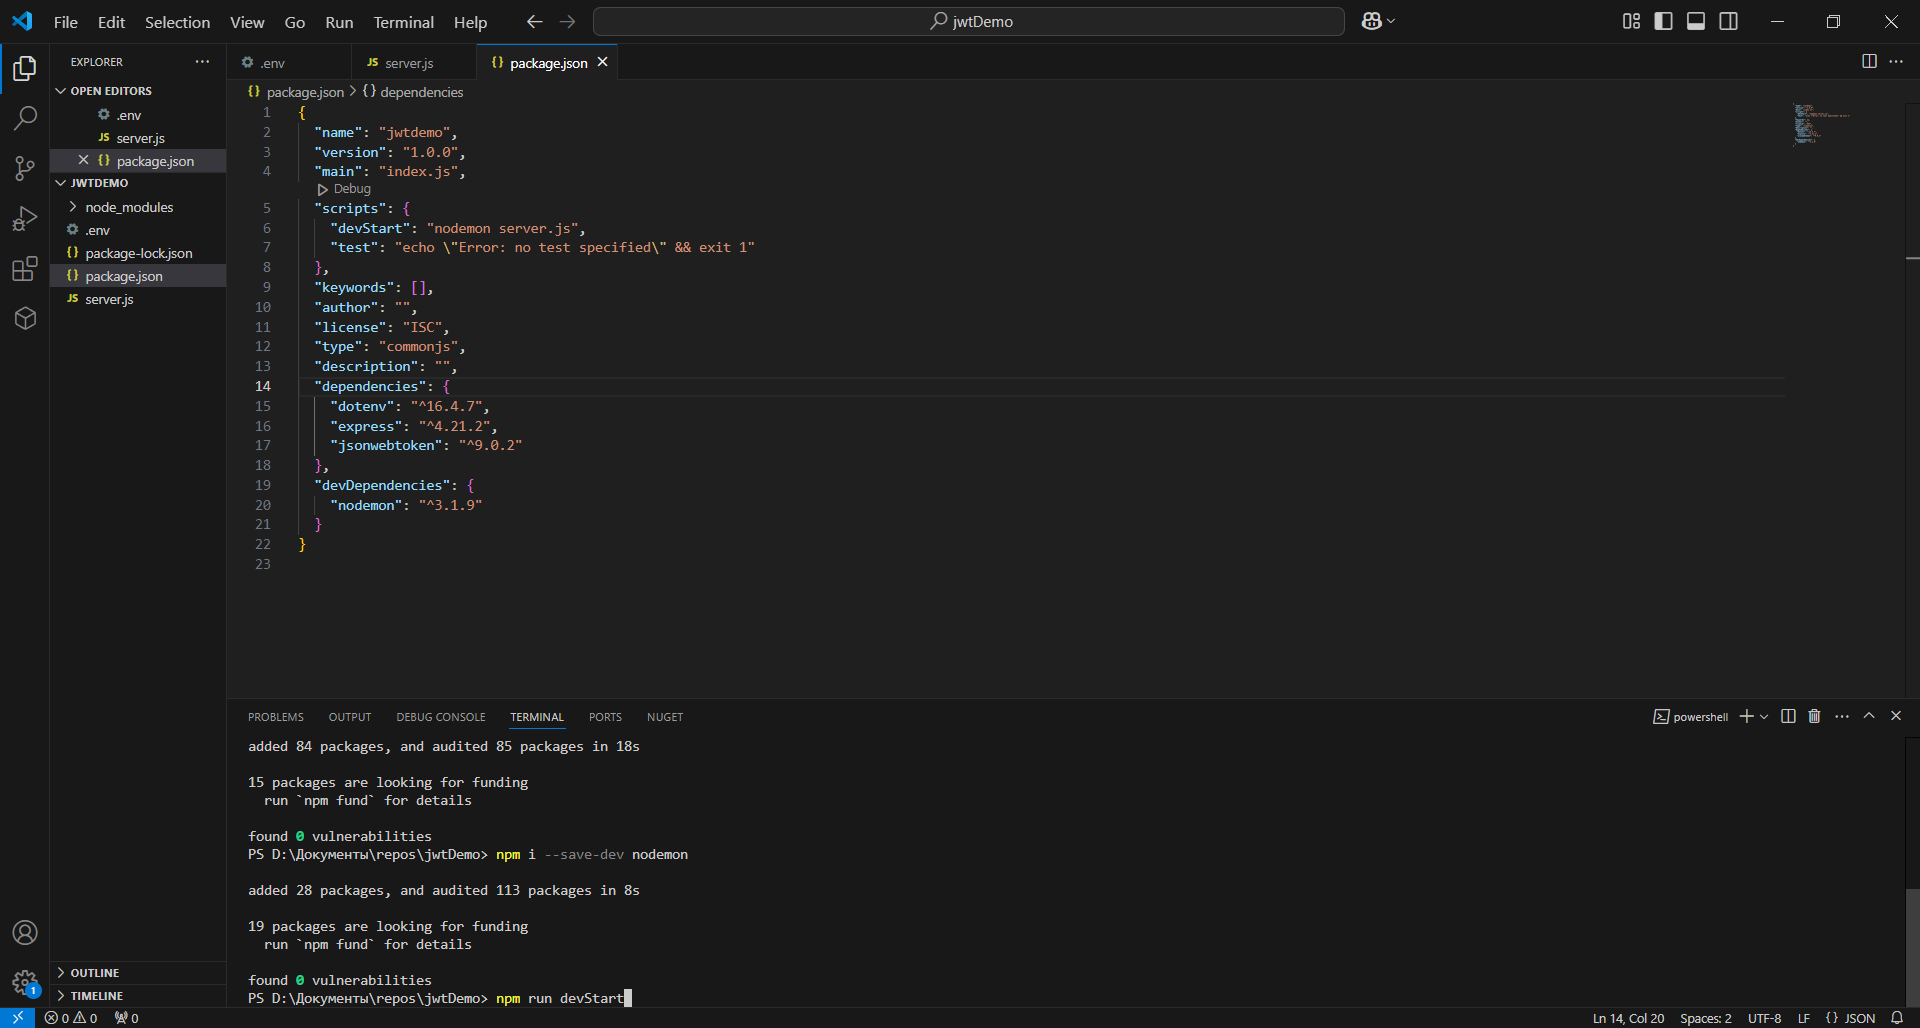 File Edit Selection View Go Run Terminal Help
jwtDemo
EXPLORER
OPEN EDITORS
.env
JS server.js
{} package.json
JWTDEMO
node_modules
.env
{} package-lock.json
{} package.json
JS server.js
OUTLINE
TIMELINE
.env
JS server.js
{} package.json
{} package.json > {} dependencies
1 {
2 "name": "jwtdemo",
3 "version": "1.0.0",
4 "main": "index.js",
Debug
5 "scripts": {
6 "devStart": "nodemon server.js",
7 "test": "echo \"Error: no test specified\" && exit 1"
8 },
9 "keywords": [],
10 "author": "",
11 "license": "ISC",
12 "type": "commonjs",
13 "description": "",
14 "dependencies": {
15 "dotenv": "^16.4.7",
16 "express": "^4.21.2",
17 "jsonwebtoken": "^9.0.2"
18 },
19 "devDependencies": {
20 "nodemon": "^3.1.9"
21 }
22 }
23
PROBLEMS OUTPUT DEBUG CONSOLE TERMINAL PORTS NUGET
powershell
added 84 packages, and audited 85 packages in 18s
15 packages are looking for funding
run `npm fund` for details
found 0 vulnerabilities
PS D:\Документы\repos\jwtDemo> npm i --save-dev nodemon
added 28 packages, and audited 113 packages in 8s
19 packages are looking for funding
run `npm fund` for details
found 0 vulnerabilities
PS D:\Документы\repos\jwtDemo> npm run devStart
1
0 0 0
Ln 14, Col 20 Spaces: 2 UTF-8 LF {} JSON